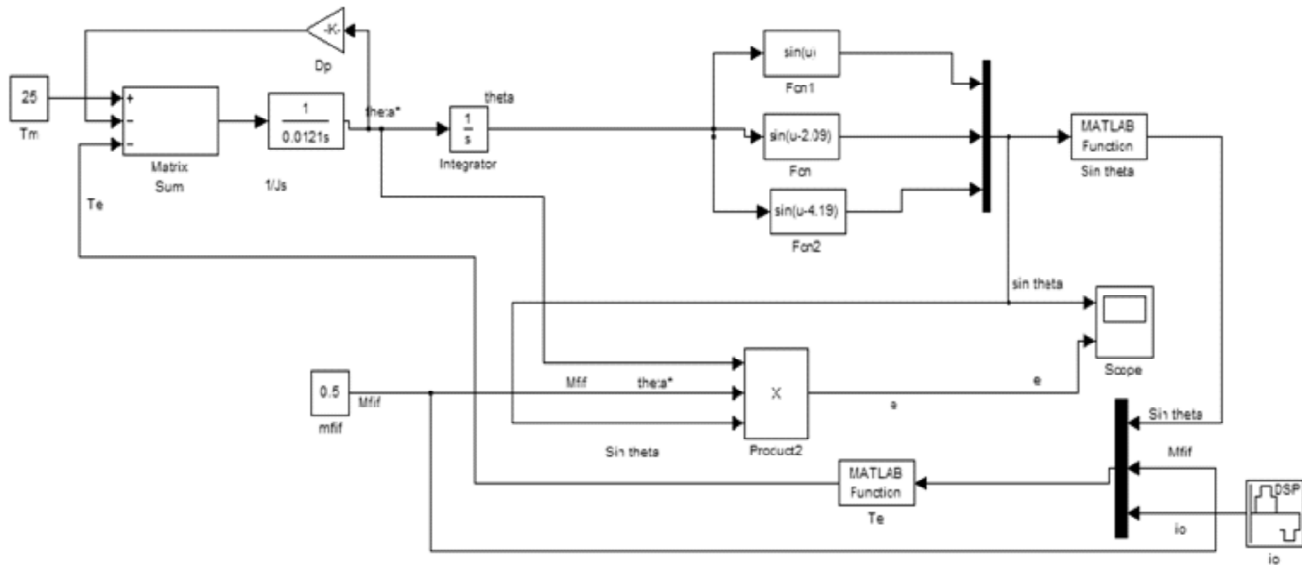 -K-
Dp
25
Tm
+
−
−
Matrix
Sum
1
0.0121s
1/Js
the:a*
1
s
Integrator
theta
sin(u)
Fcn1
sin(u-2.09)
Fcn
sin(u-4.19)
Fcn2
MATLAB
Function
Sin theta
Te
sin theta
Scope
0.5
Mfif
mfif
Mfif
the:a*
Sin theta
X
Product2
e
e
Sin theta
Mfif
io
MATLAB
Function
Te
DSP
io